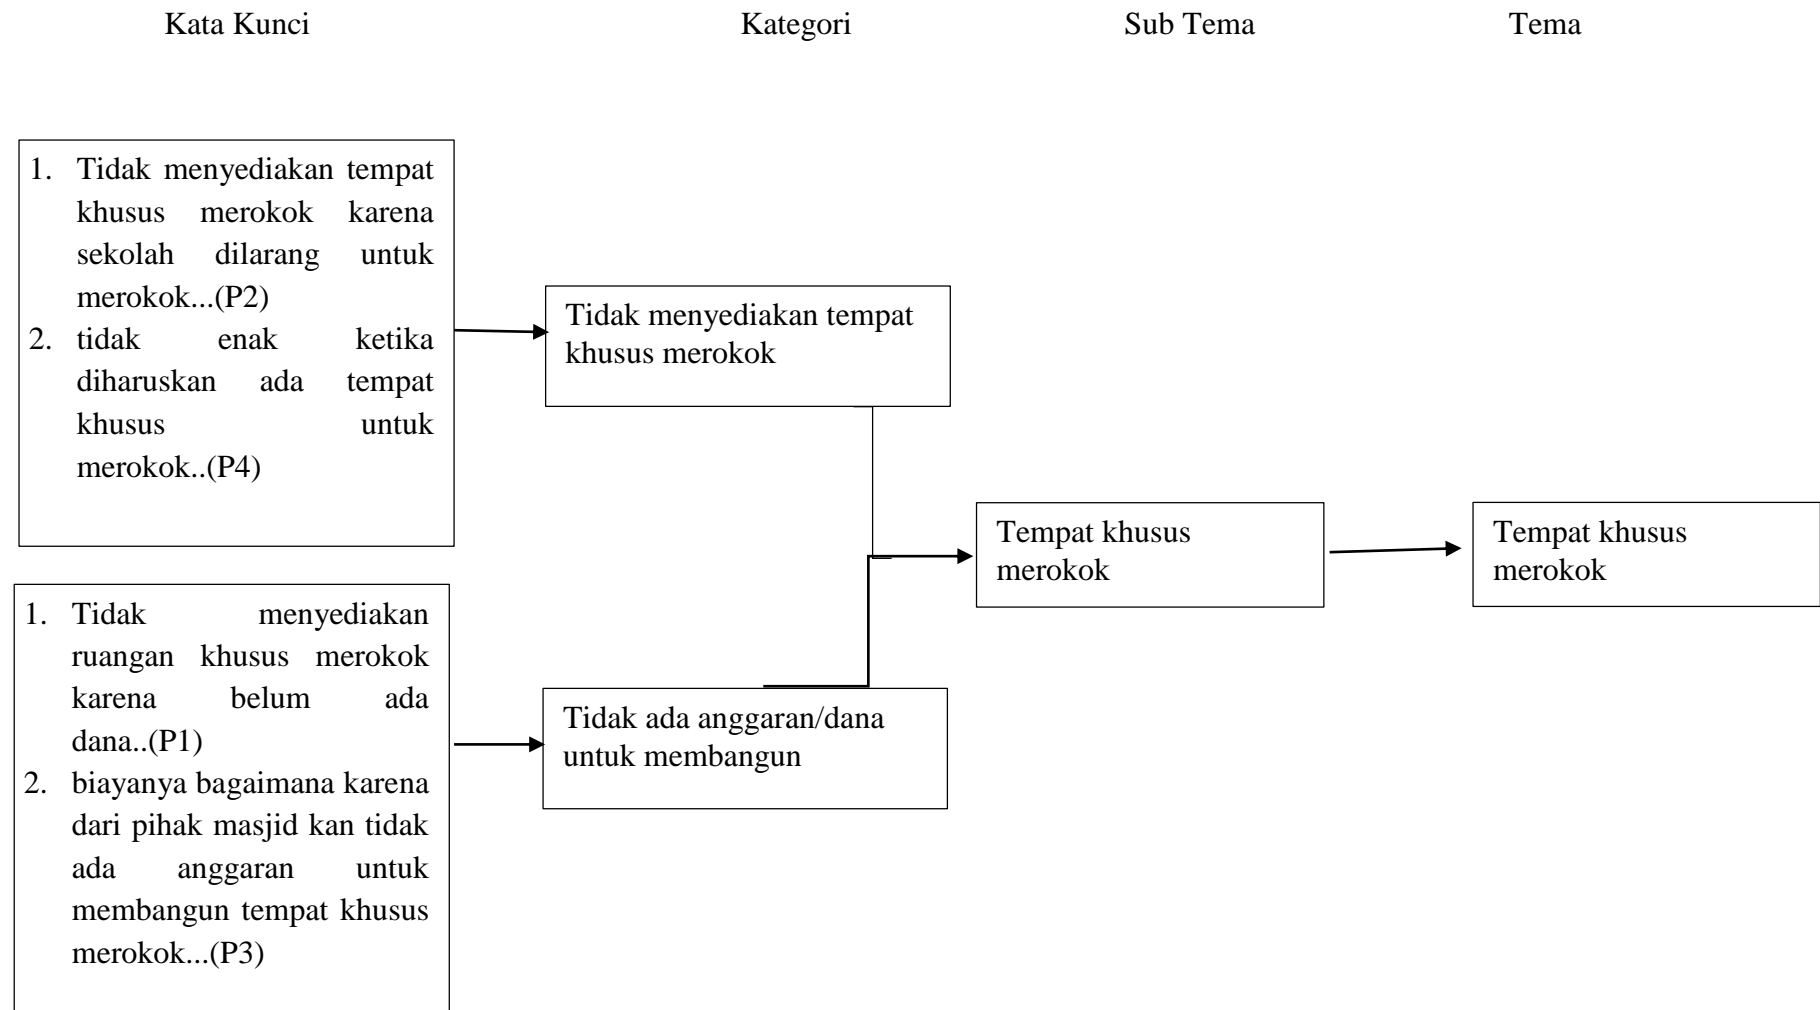 Kata Kunci Kategori Sub Tema Tema
1. Tidak menyediakan tempat
khusus merokok karena
sekolah dilarang untuk
merokok...(P2)
2. tidak enak ketika
diharuskan ada tempat
khusus untuk
merokok..(P4)
Tidak menyediakan tempat
khusus merokok
Tempat khusus
merokok
Tempat khusus
merokok
1. Tidak menyediakan
ruangan khusus merokok
karena belum ada
dana..(P1)
2. biayanya bagaimana karena
dari pihak masjid kan tidak
ada anggaran untuk
membangun tempat khusus
merokok...(P3)
Tidak ada anggaran/dana
untuk membangun